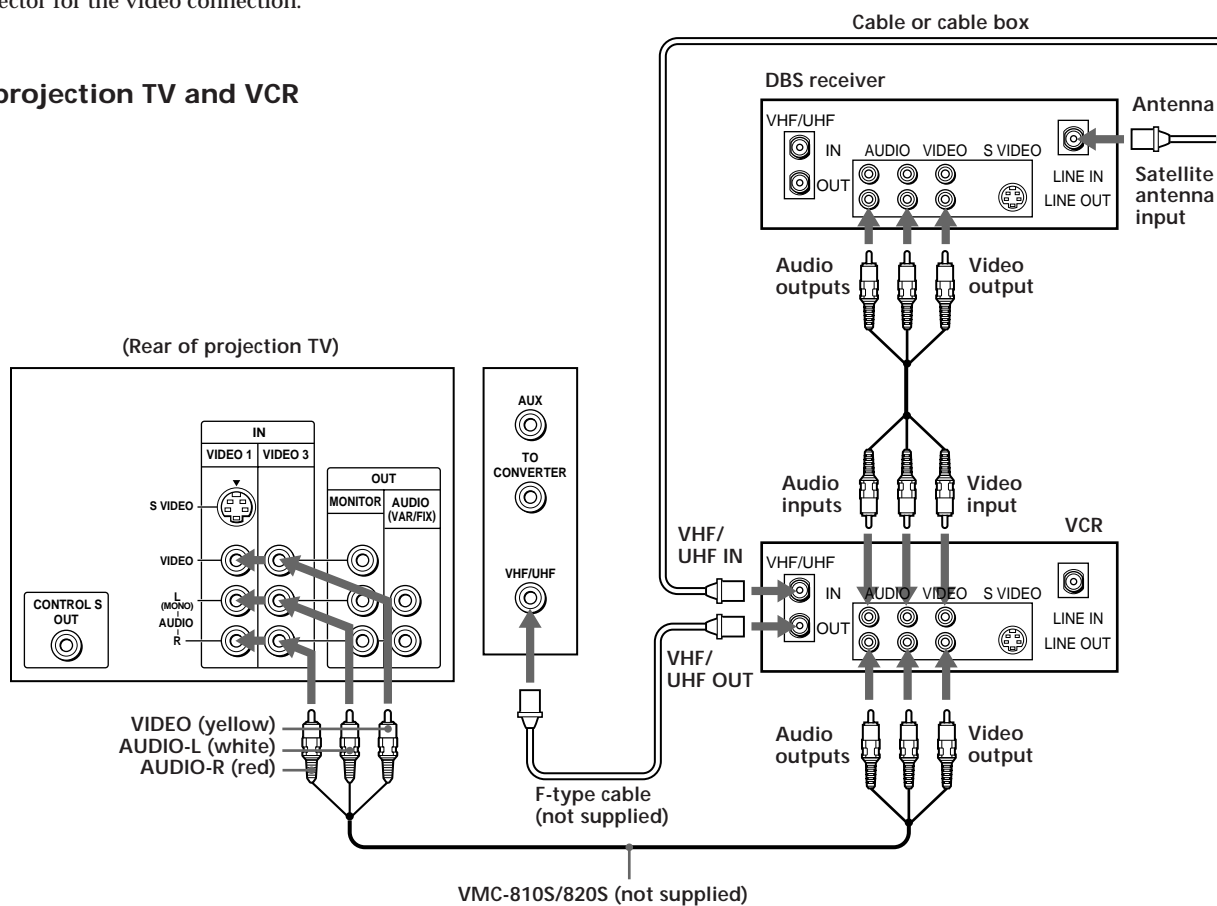 ector for the video connection.
Cable or cable box
projection TV and VCR
DBS receiver
Antenna
VHF/UHF
IN
OUT
AUDIO
VIDEO
S VIDEO
LINE IN
LINE OUT
Satellite
antenna
input
Audio
outputs
Video
output
(Rear of projection TV)
IN
VIDEO 1
VIDEO 3
S VIDEO
VIDEO
L
(MONO)
AUDIO
R
OUT
MONITOR
AUDIO
(VAR/FIX)
CONTROL S
OUT
AUX
TO
CONVERTER
VHF/UHF
Audio
inputs
Video
input
VCR
VHF/
UHF IN
VHF/UHF
IN
OUT
AUDIO
VIDEO
S VIDEO
LINE IN
LINE OUT
VHF/
UHF OUT
VIDEO (yellow)
AUDIO-L (white)
AUDIO-R (red)
Audio
outputs
Video
output
F-type cable
(not supplied)
VMC-810S/820S (not supplied)